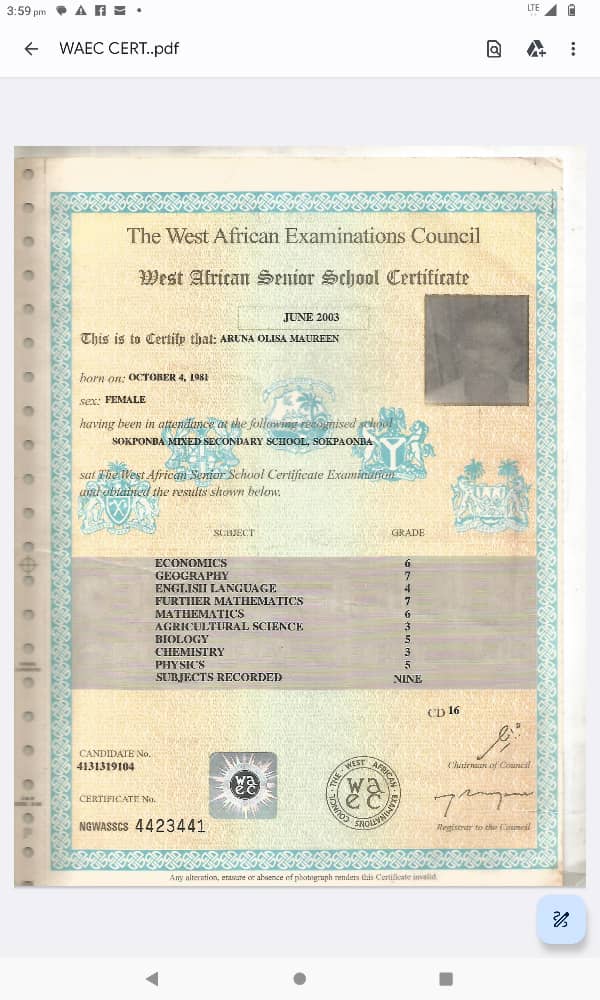 3:59 pm
LTE
WAEC CERT..pdf
The West African Examinations Council
West African Senior School Certificate
JUNE 2003
This is to Certify that: ARUNA OLISA MAUREEN
born on: OCTOBER 4, 1981
sex: FEMALE
having been in attendance at the following recognised school
SOKPONBA MIXED SECONDARY SCHOOL, SOKPAONBA
sat The West African Senior School Certificate Examination
and obtained the results shown below.
SUBJECT GRADE
ECONOMICS 6
GEOGRAPHY 7
ENGLISH LANGUAGE 4
FURTHER MATHEMATICS 7
MATHEMATICS 6
AGRICULTURAL SCIENCE 3
BIOLOGY 5
CHEMISTRY 3
PHYSICS 5
SUBJECTS RECORDED NINE
CD 16
Chairman of Council
CANDIDATE No.
4131319104
CERTIFICATE No.
NGWASSCS 4423441
waec
THE WEST AFRICAN EXAMINATIONS COUNCIL
waec
Registrar to the Council
Any alteration, erasure or absence of photograph renders this Certificate invalid.